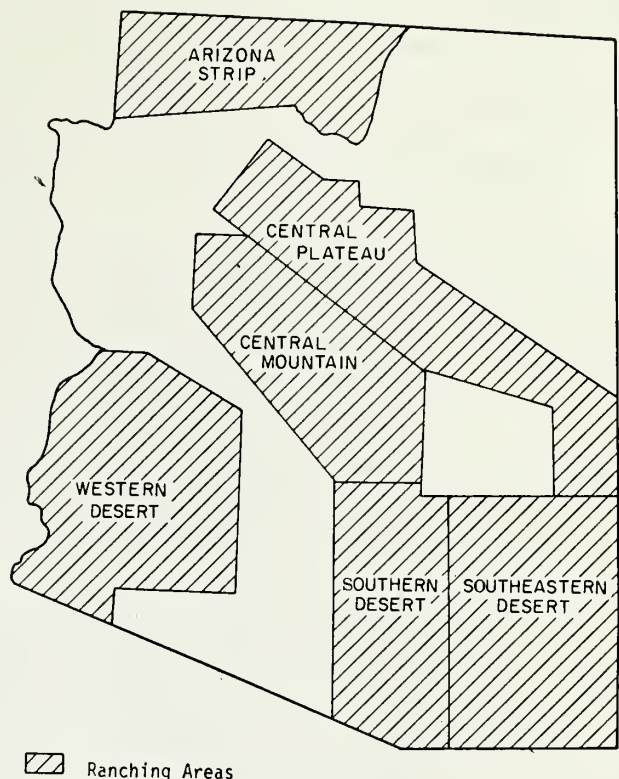 ARIZONA
STRIP
CENTRAL
PLATEAU
CENTRAL
MOUNTAIN
WESTERN
DESERT
SOUTHERN
DESERT
SOUTHEASTERN
DESERT
Ranching Areas